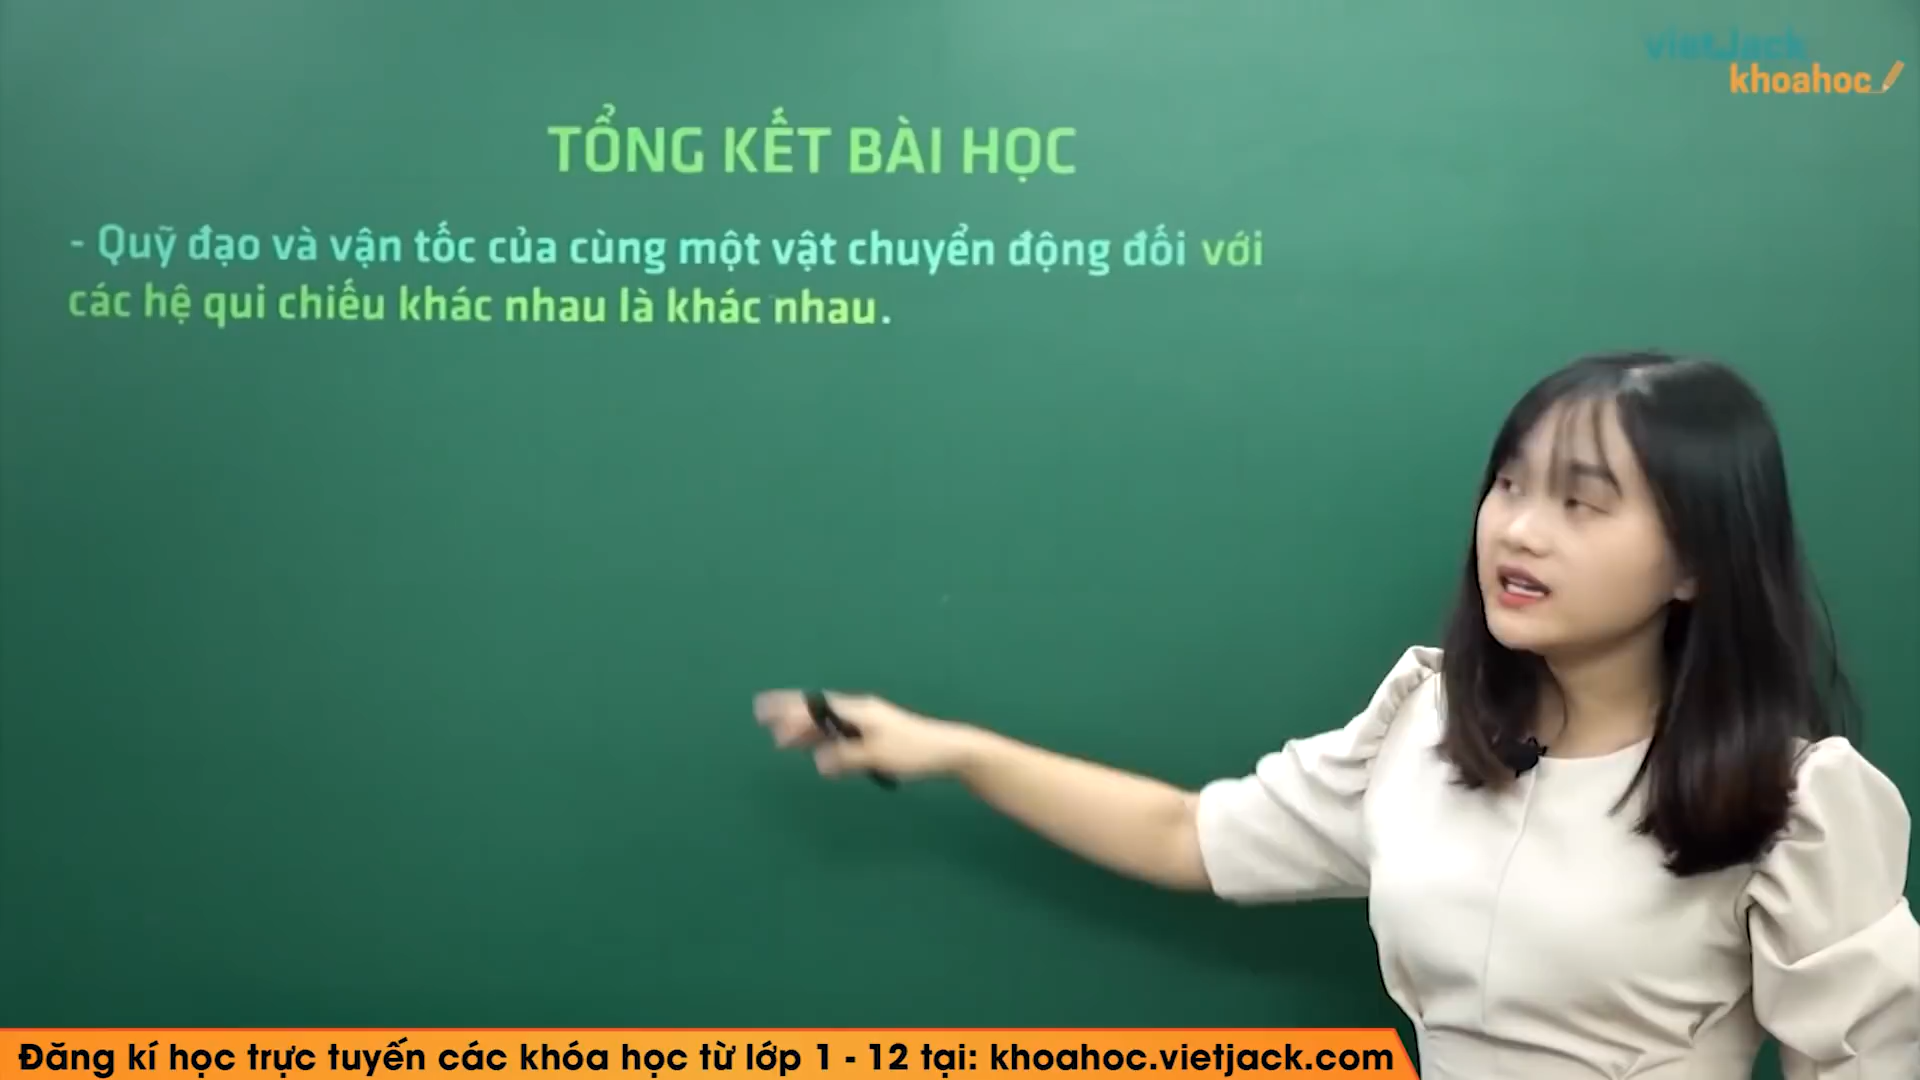 vietJack
khoahoc
TỔNG KẾT BÀI HỌC
- Quỹ đạo và vận tốc của cùng một vật chuyển động đối với
các hệ qui chiếu khác nhau là khác nhau.
Đăng kí học trực tuyến các khóa học từ lớp 1 - 12 tại: khoahoc.vietjack.com